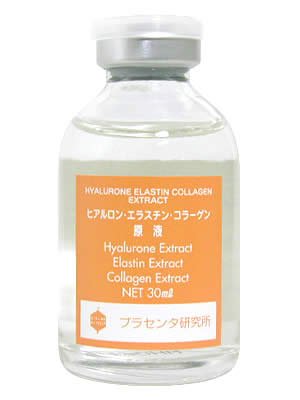 HYALURONE ELASTIN COLLAGEN
EXTRACT
ヒアルロン・エラスチン・コラーゲン
原 液
Hyalurone Extract
Elastin Extract
Collagen Extract
NET 30mℓ
プラセンタ研究所